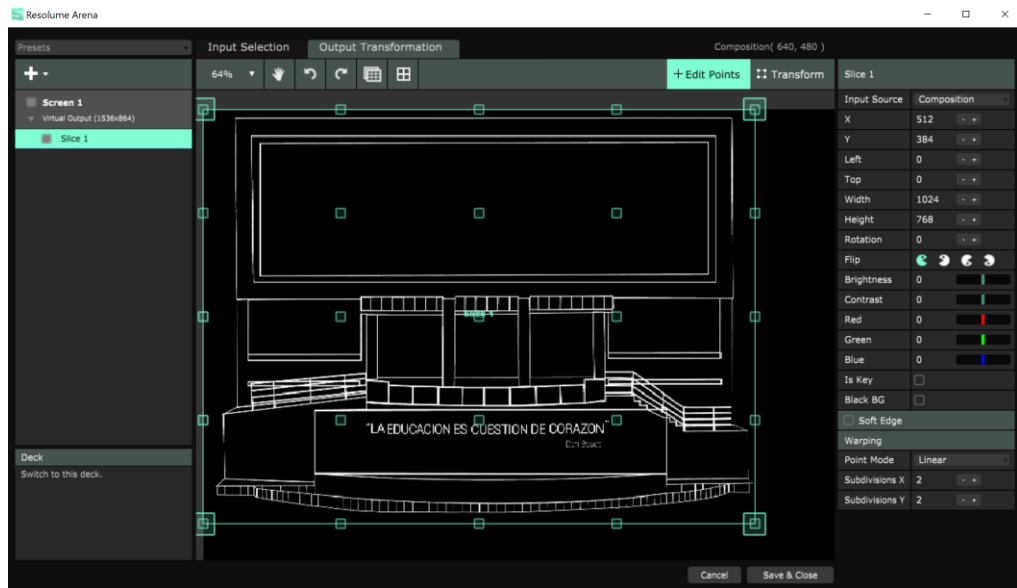 Resolume Arena
Presets
Input Selection
Output Transformation
Composition( 640, 480 )
64%
+ Edit Points
Transform
Slice 1
Screen 1
Virtual Output (1536x864)
Slice 1
Input Source Composition
X 512 - +
Y 384 - +
Left 0 - +
Top 0 - +
Width 1024 - +
Height 768 - +
Rotation 0 - +
Flip
Brightness 0
Contrast 0
Red 0
Green 0
Blue 0
Is Key
Black BG
Soft Edge
Warping
Point Mode Linear
Subdivisions X 2 - +
Subdivisions Y 2 - +
Slice 1
"LA EDUCACION ES CUESTION DE CORAZON"
Don Bosco
Deck
Switch to this deck.
Cancel
Save & Close